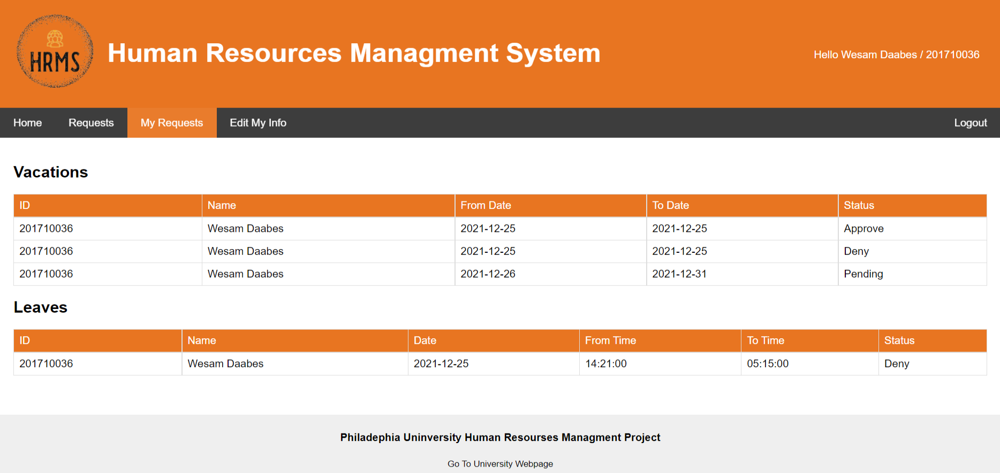 HRMS
Human Resources Managment System
Hello Wesam Daabes / 201710036
Home Requests My Requests Edit My Info Logout
Vacations
ID Name From Date To Date Status
201710036 Wesam Daabes 2021-12-25 2021-12-25 Approve
201710036 Wesam Daabes 2021-12-25 2021-12-25 Deny
201710036 Wesam Daabes 2021-12-26 2021-12-31 Pending
Leaves
ID Name Date From Time To Time Status
201710036 Wesam Daabes 2021-12-25 14:21:00 05:15:00 Deny
Philadephia Uninversity Human Resourses Managment Project
Go To University Webpage